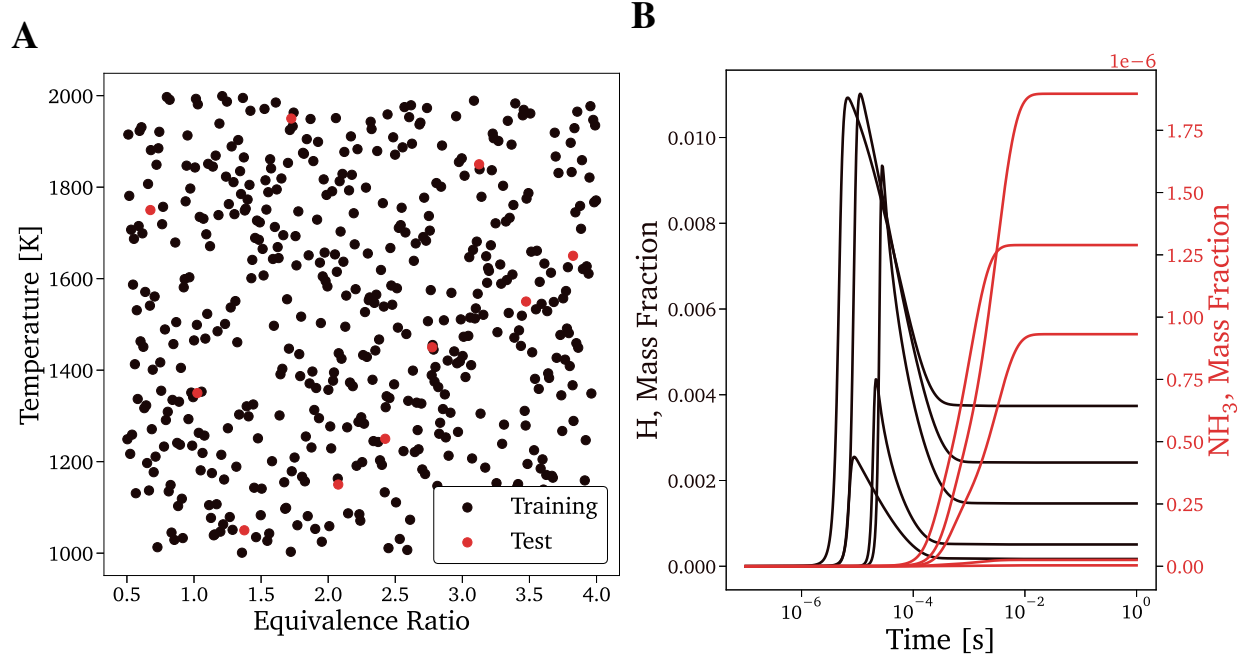 A
2000
1800
1600
1400
1200
1000
Temperature [K]
0.5 1.0 1.5 2.0 2.5 3.0 3.5 4.0
Equivalence Ratio
Training
Test
B
1e−6
0.010
0.008
0.006
0.004
0.002
0.000
H, Mass Fraction
1.75
1.50
1.25
1.00
0.75
0.50
0.25
0.00
NH₃, Mass Fraction
10⁻⁶ 10⁻⁴ 10⁻² 10⁰
Time [s]